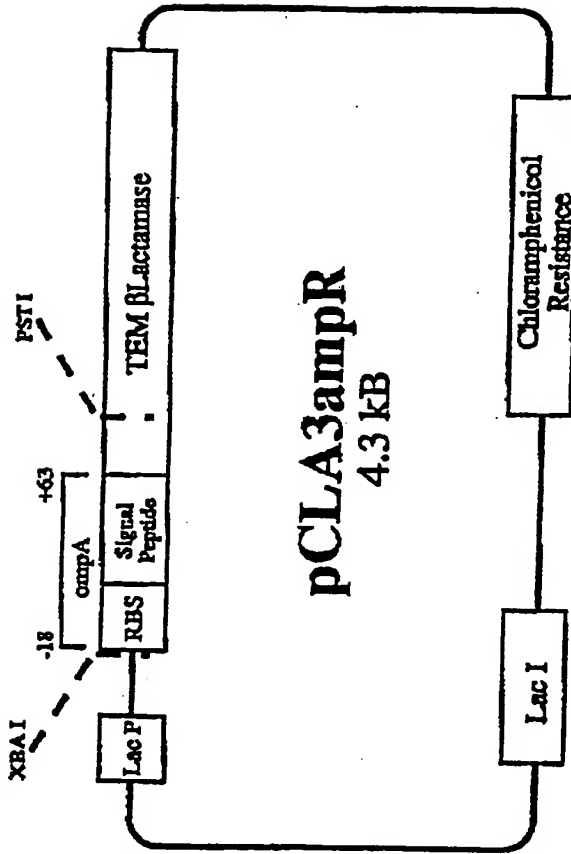 XBA I
PST I
-18
+63
ompA
Lac P
RBS
Signal
Peptide
TEM βLactamase
pCLA3ampR
4.3 kB
Lac I
Chloramphenical
Resistance